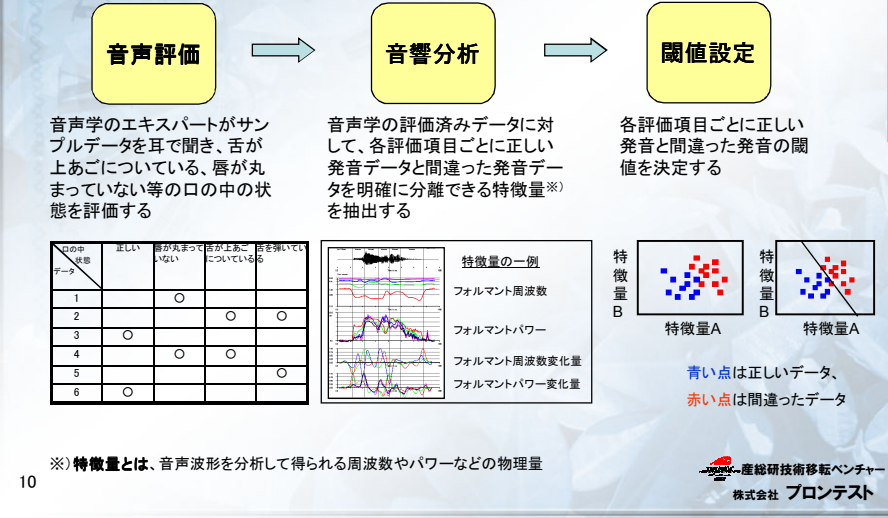 音声評価
音響分析
閾値設定
音声学のエキスパートがサン
プルデータを耳で聞き、舌が
上あごについている、唇が丸
まっていない等の口の中の状
態を評価する
音声学の評価済みデータに対
して、各評価項目ごとに正しい
発音データと間違った発音デー
タを明確に分離できる特徴量※)
を抽出する
各評価項目ごとに正しい
発音と間違った発音の閾
値を決定する
口の中
状態
データ
正しい
唇が丸まって
いない
舌が上あご
についている
舌を弾いてい
る
1 ○
2 ○ ○
3 ○
4 ○ ○
5 ○
6 ○
特徴量の一例
フォルマント周波数
フォルマントパワー
フォルマント周波数変化量
フォルマントパワー変化量
特徴量B
特徴量A
特徴量B
特徴量A
青い点は正しいデータ、
赤い点は間違ったデータ
※)特徴量とは、音声波形を分析して得られる周波数やパワーなどの物理量
10
産総研技術移転ベンチャー
株式会社 プロンテスト